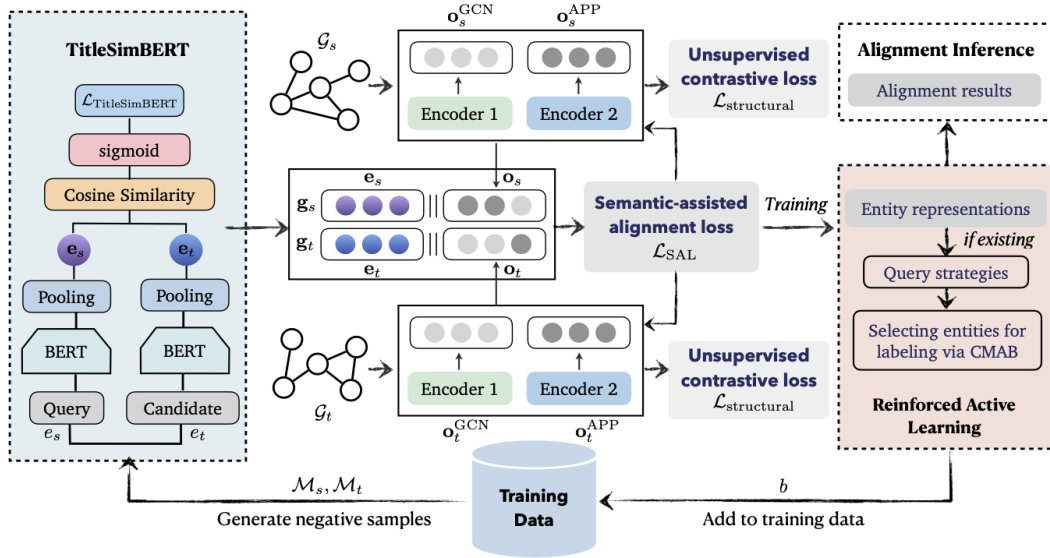 TitleSimBERT
ℒ_TitleSimBERT
sigmoid
Cosine Similarity
e_s
e_t
Pooling
Pooling
BERT
BERT
Query
Candidate
e_s
e_t
𝒢_s
o_s^GCN
o_s^APP
Encoder 1
Encoder 2
Unsupervised
contrastive loss
ℒ_structural
e_s
o_s
g_s
||
g_t
||
e_t
o_t
Semantic-assisted
alignment loss
ℒ_SAL
Training
𝒢_t
Encoder 1
Encoder 2
o_t^GCN
o_t^APP
Unsupervised
contrastive loss
ℒ_structural
Alignment Inference
Alignment results
Entity representations
if existing
Query strategies
Selecting entities for
labeling via CMAB
Reinforced Active
Learning
ℳ_s, ℳ_t
Generate negative samples
Training
Data
b
Add to training data